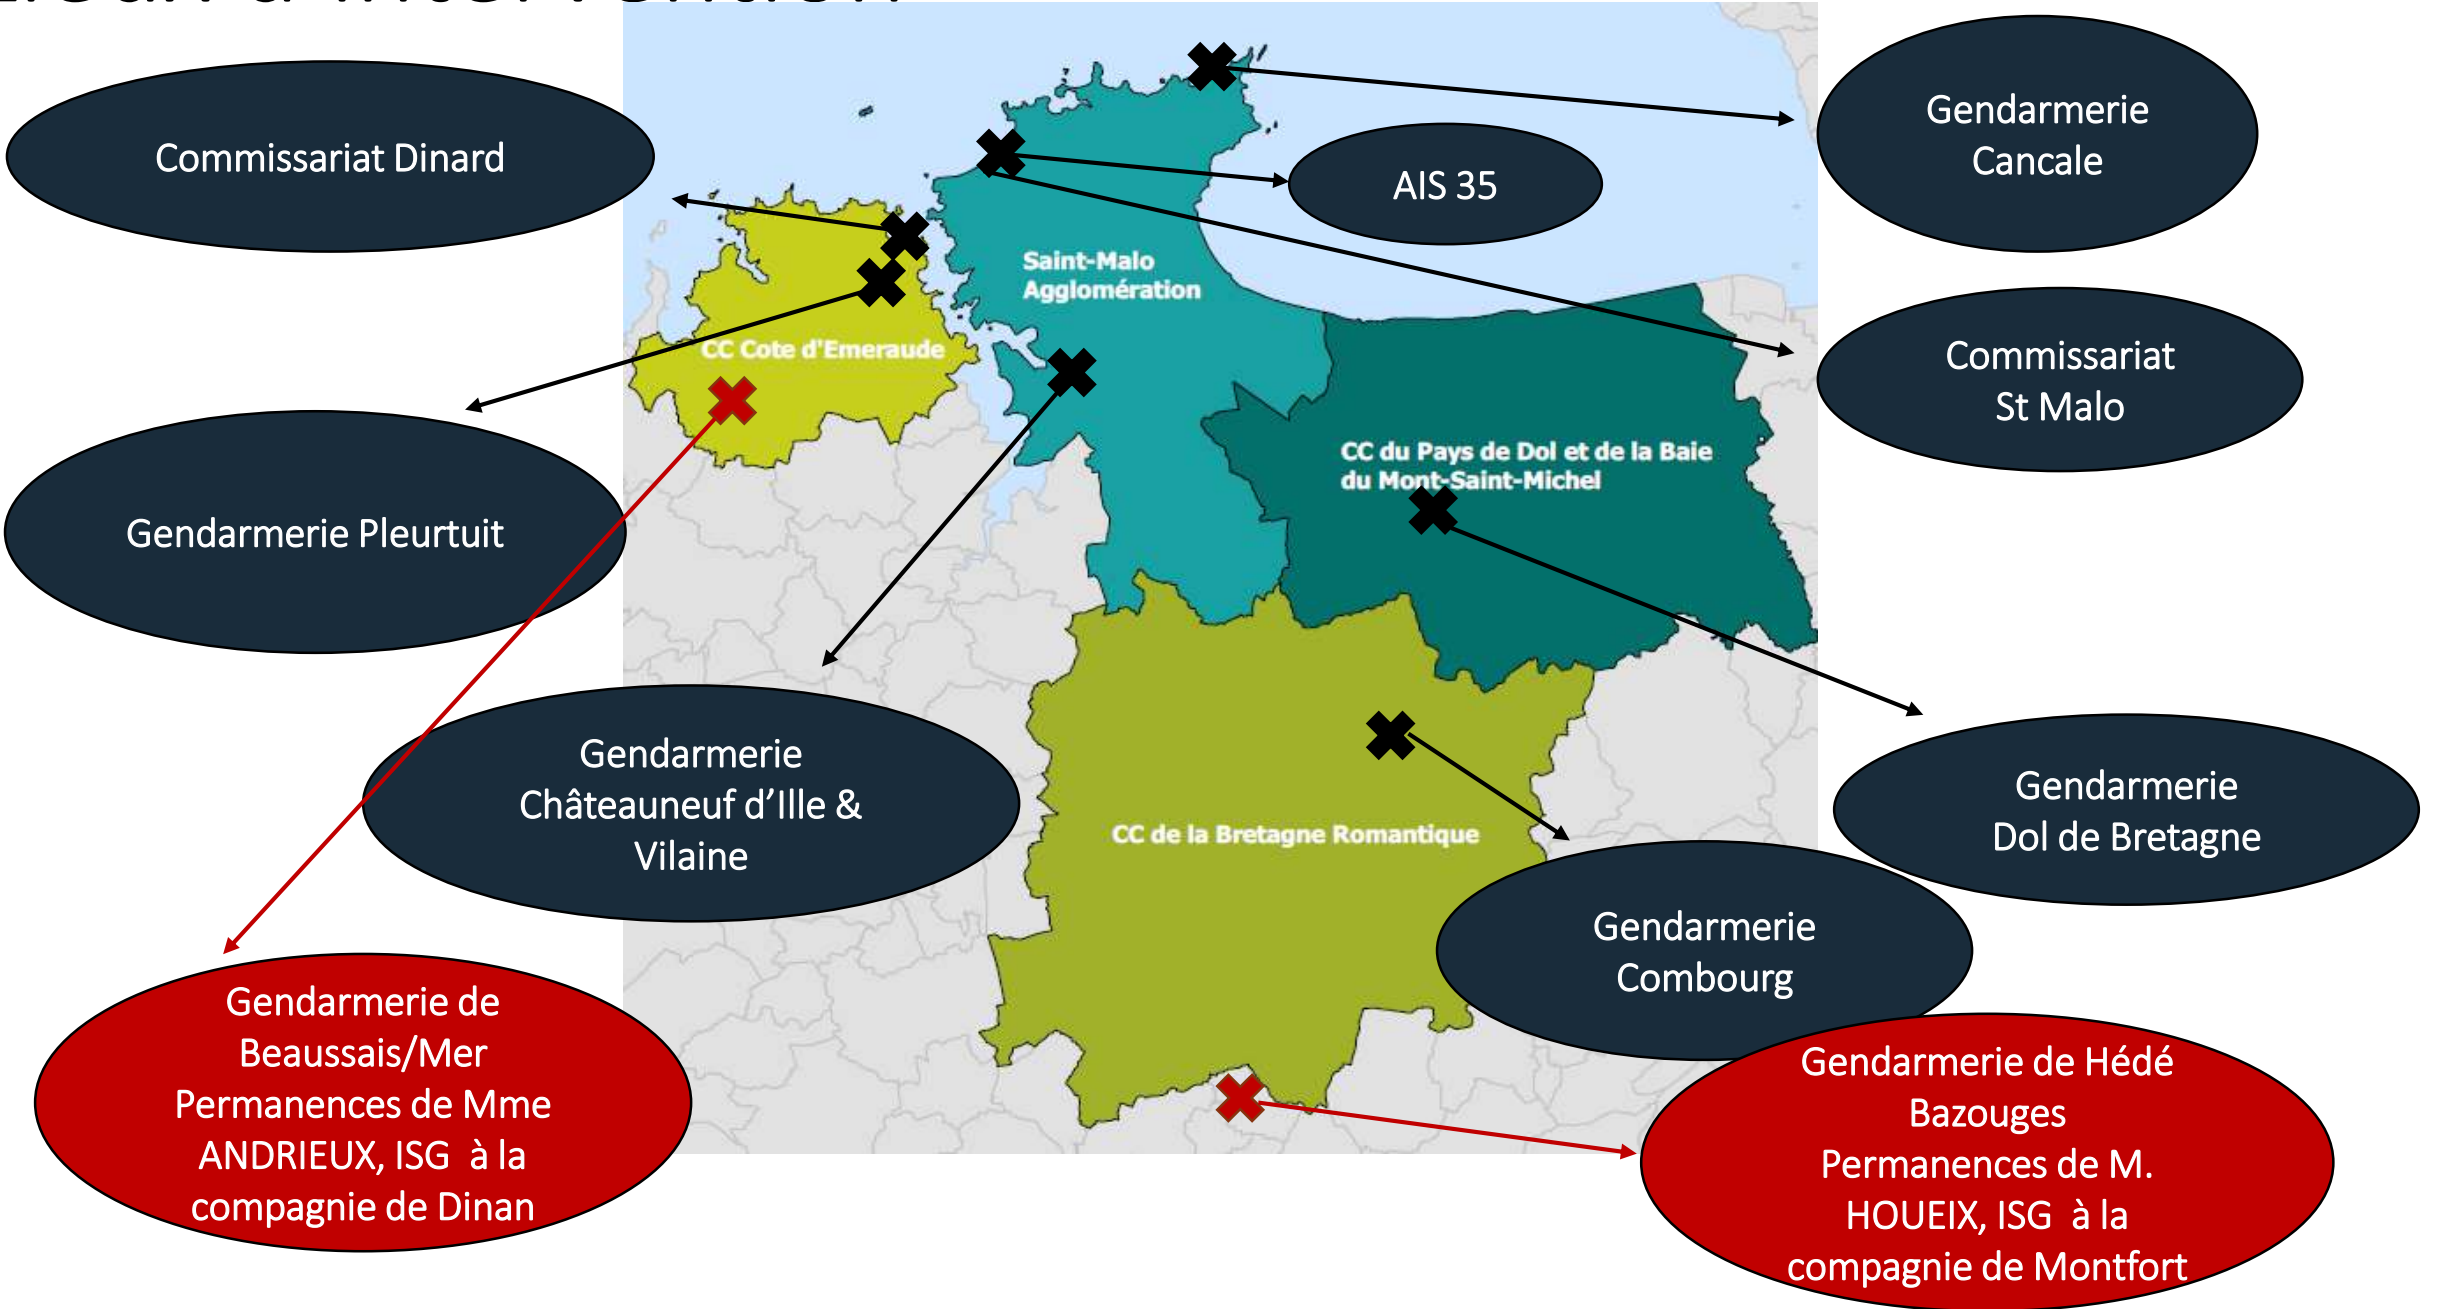 Lieux d'intervention
Commissariat Dinard
Gendarmerie
Cancale
AIS 35
Saint-Malo
Agglomération
CC Cote d'Emeraude
Commissariat
St Malo
CC du Pays de Dol et de la Baie
du Mont-Saint-Michel
Gendarmerie Pleurtuit
Gendarmerie
Châteauneuf d’Ille &
Vilaine
Gendarmerie
Dol de Bretagne
CC de la Bretagne Romantique
Gendarmerie
Combourg
Gendarmerie de
Beaussais/Mer
Permanences de Mme
ANDRIEUX, ISG à la
compagnie de Dinan
Gendarmerie de Hédé
Bazouges
Permanences de M.
HOUEIX, ISG à la
compagnie de Montfort